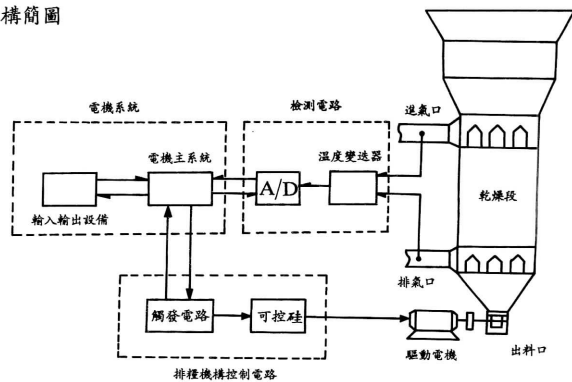 構簡圖
電機系統
檢測電路
進氣口
電機主系統
溫度變送器
A/D
乾燥段
輸入輸出設備
排氣口
觸發電路
可控硅
驅動電機
出料口
排糧機構控制電路